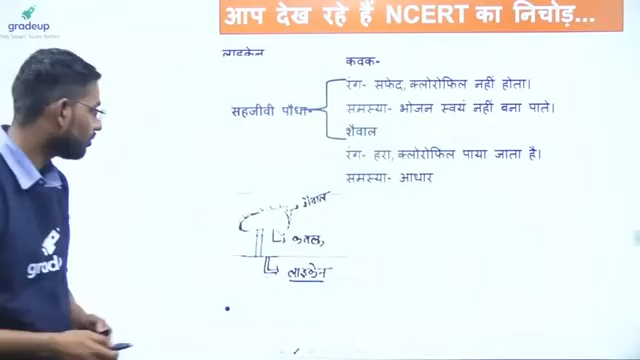 gradeup
आप देख रहे हैं NCERT का निचोड़...
लाइकेन
कवक-
रंग- सफेद, क्लोरोफिल नहीं होता।
सहजीवी पौधा-
समस्या- भोजन स्वयं नहीं बना पाते।
शैवाल
रंग- हरा, क्लोरोफिल पाया जाता है।
समस्या- आधार
शैवाल
कवक,
लाइकेन
gradeup